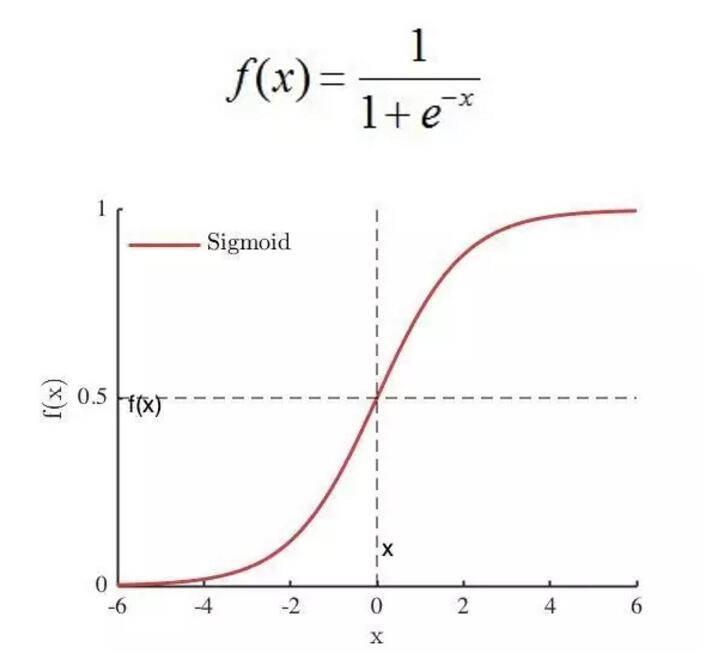 f(x) = 1 / (1 + e^{-x})
1
Sigmoid
f(x)
0.5
f(x)
x
0
-6 -4 -2 0 2 4 6
x